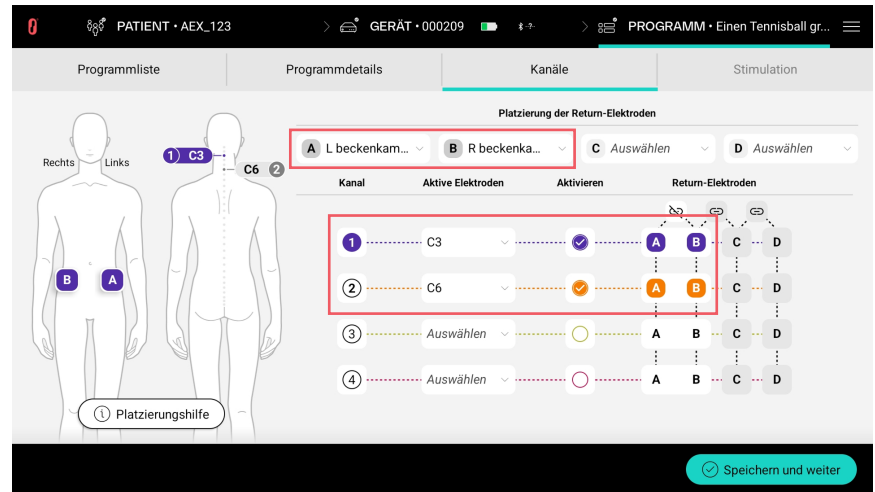 PATIENT • AEX_123
GERÄT • 000209
-?-
PROGRAMM • Einen Tennisball gr...
Programmliste
Programmdetails
Kanäle
Stimulation
Platzierung der Return-Elektroden
A L beckenkam...
B R beckenka...
C Auswählen
D Auswählen
Rechts Links
1 C3
C6 2
Kanal Aktive Elektroden Aktivieren Return-Elektroden
1 C3 A B C D
2 C6 A B C D
3 Auswählen A B C D
4 Auswählen A B C D
B A
i Platzierungshilfe
Speichern und weiter